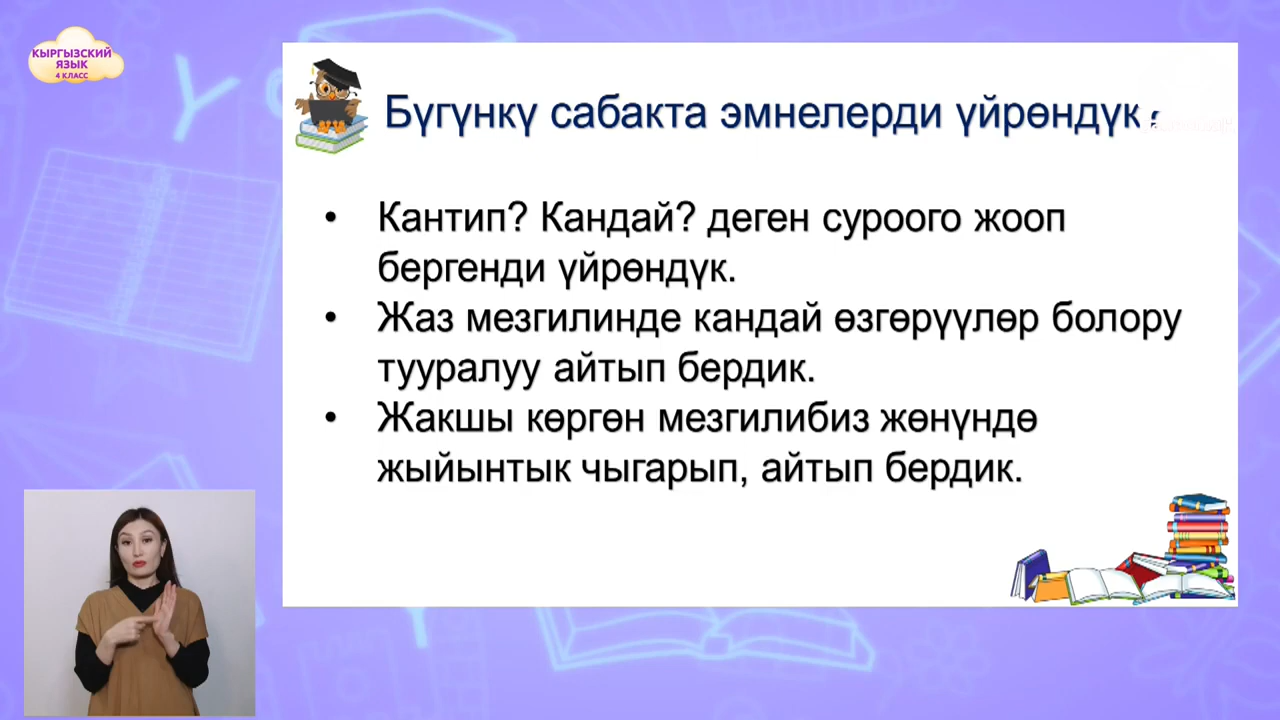 КЫРГЫЗСКИЙ
ЯЗЫК
4 КЛАСС
Бүгүнкү сабакта эмнелерди үйрөндүк
• Кантип? Кандай? деген суроого жооп
бергенди үйрөндүк.
• Жаз мезгилинде кандай өзгөрүүлөр болору
тууралуу айтып бердик.
• Жакшы көргөн мезгилибиз жөнүндө
жыйынтык чыгарып, айтып бердик.